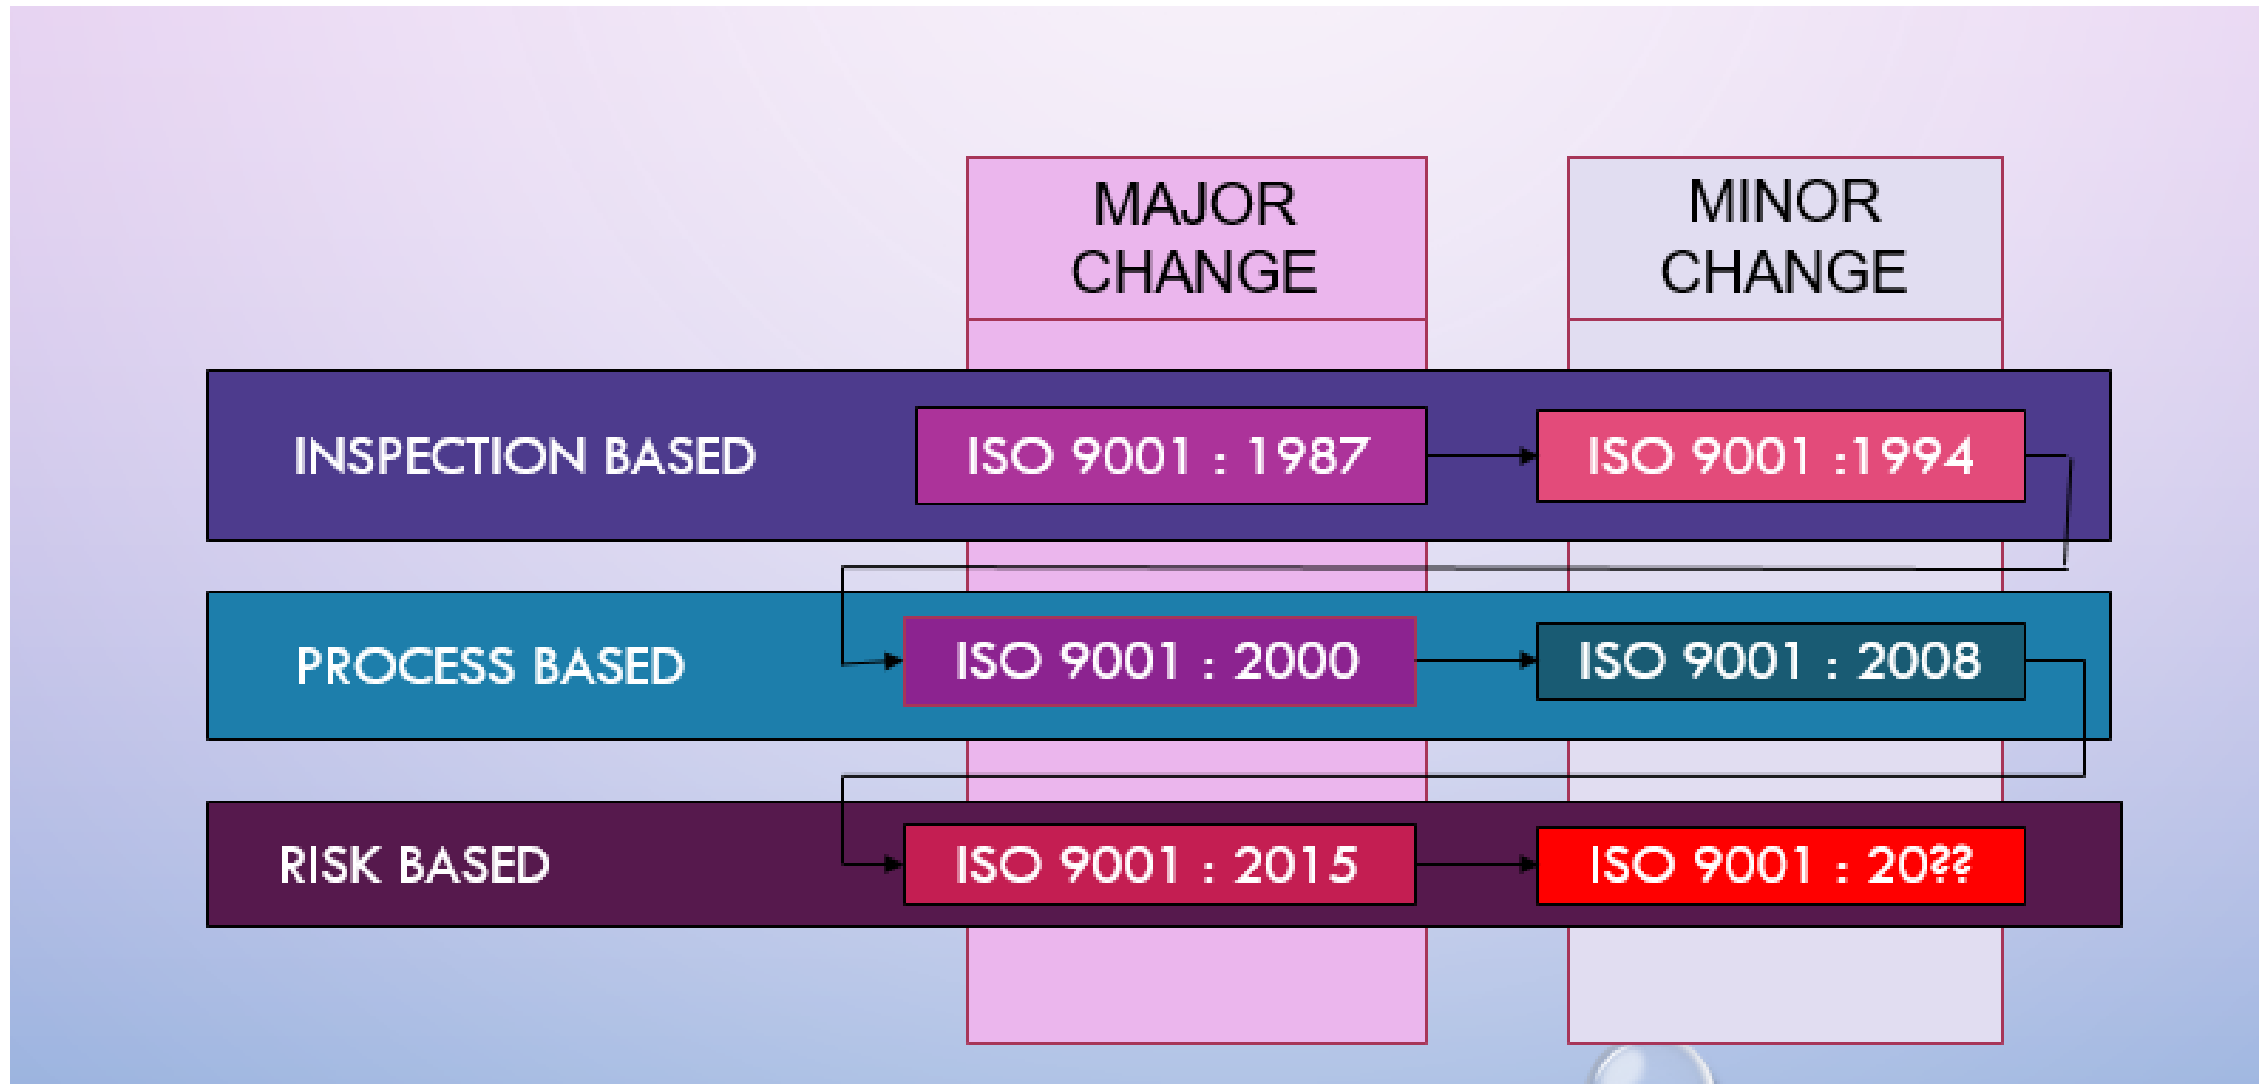 MAJOR
CHANGE
MINOR
CHANGE
INSPECTION BASED
ISO 9001 : 1987
ISO 9001 :1994
PROCESS BASED
ISO 9001 : 2000
ISO 9001 : 2008
RISK BASED
ISO 9001 : 2015
ISO 9001 : 20??